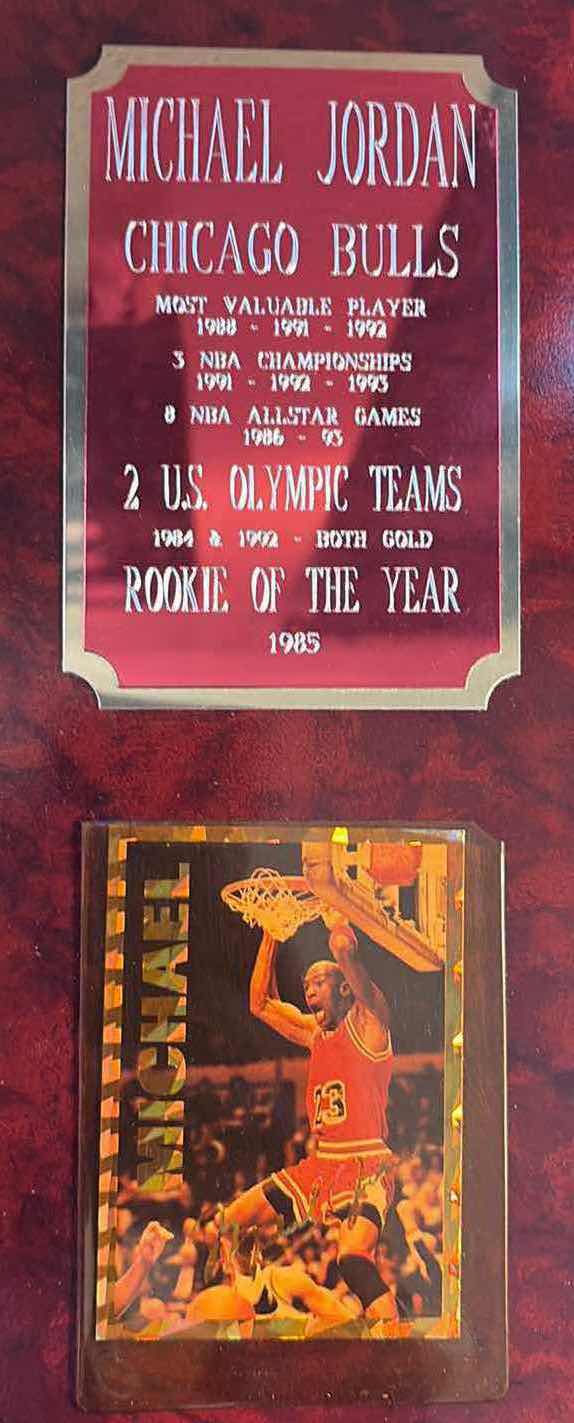 MICHAEL JORDAN
CHICAGO BULLS
MOST VALUABLE PLAYER
1988 - 1991 - 1992
3 NBA CHAMPIONSHIPS
1991 - 1992 - 1993
8 NBA ALLSTAR GAMES
1986 - 93
2 U.S. OLYMPIC TEAMS
1984 & 1992 - BOTH GOLD
ROOKIE OF THE YEAR
1985
MICHAEL
23